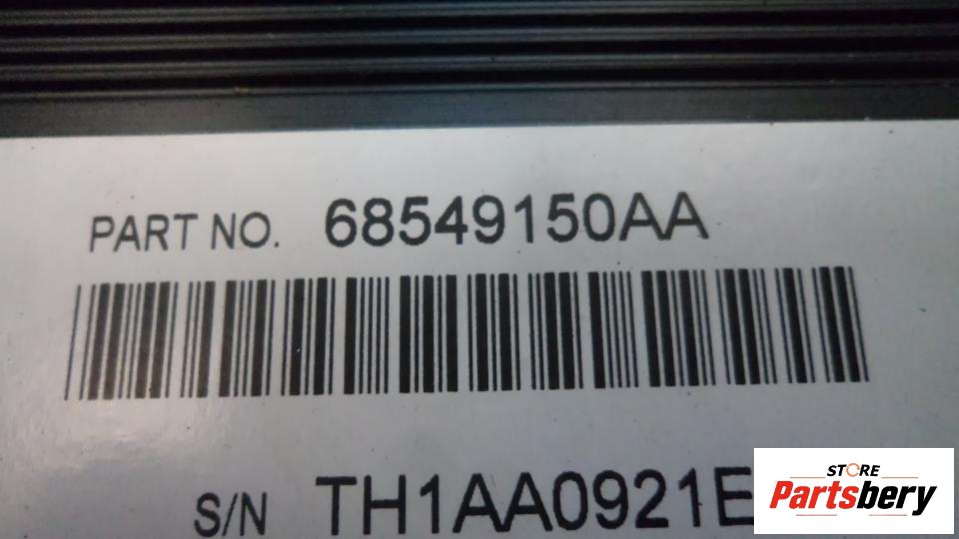 PART NO. 68549150AA
S/N TH1AA0921E
STORE
Partsbery